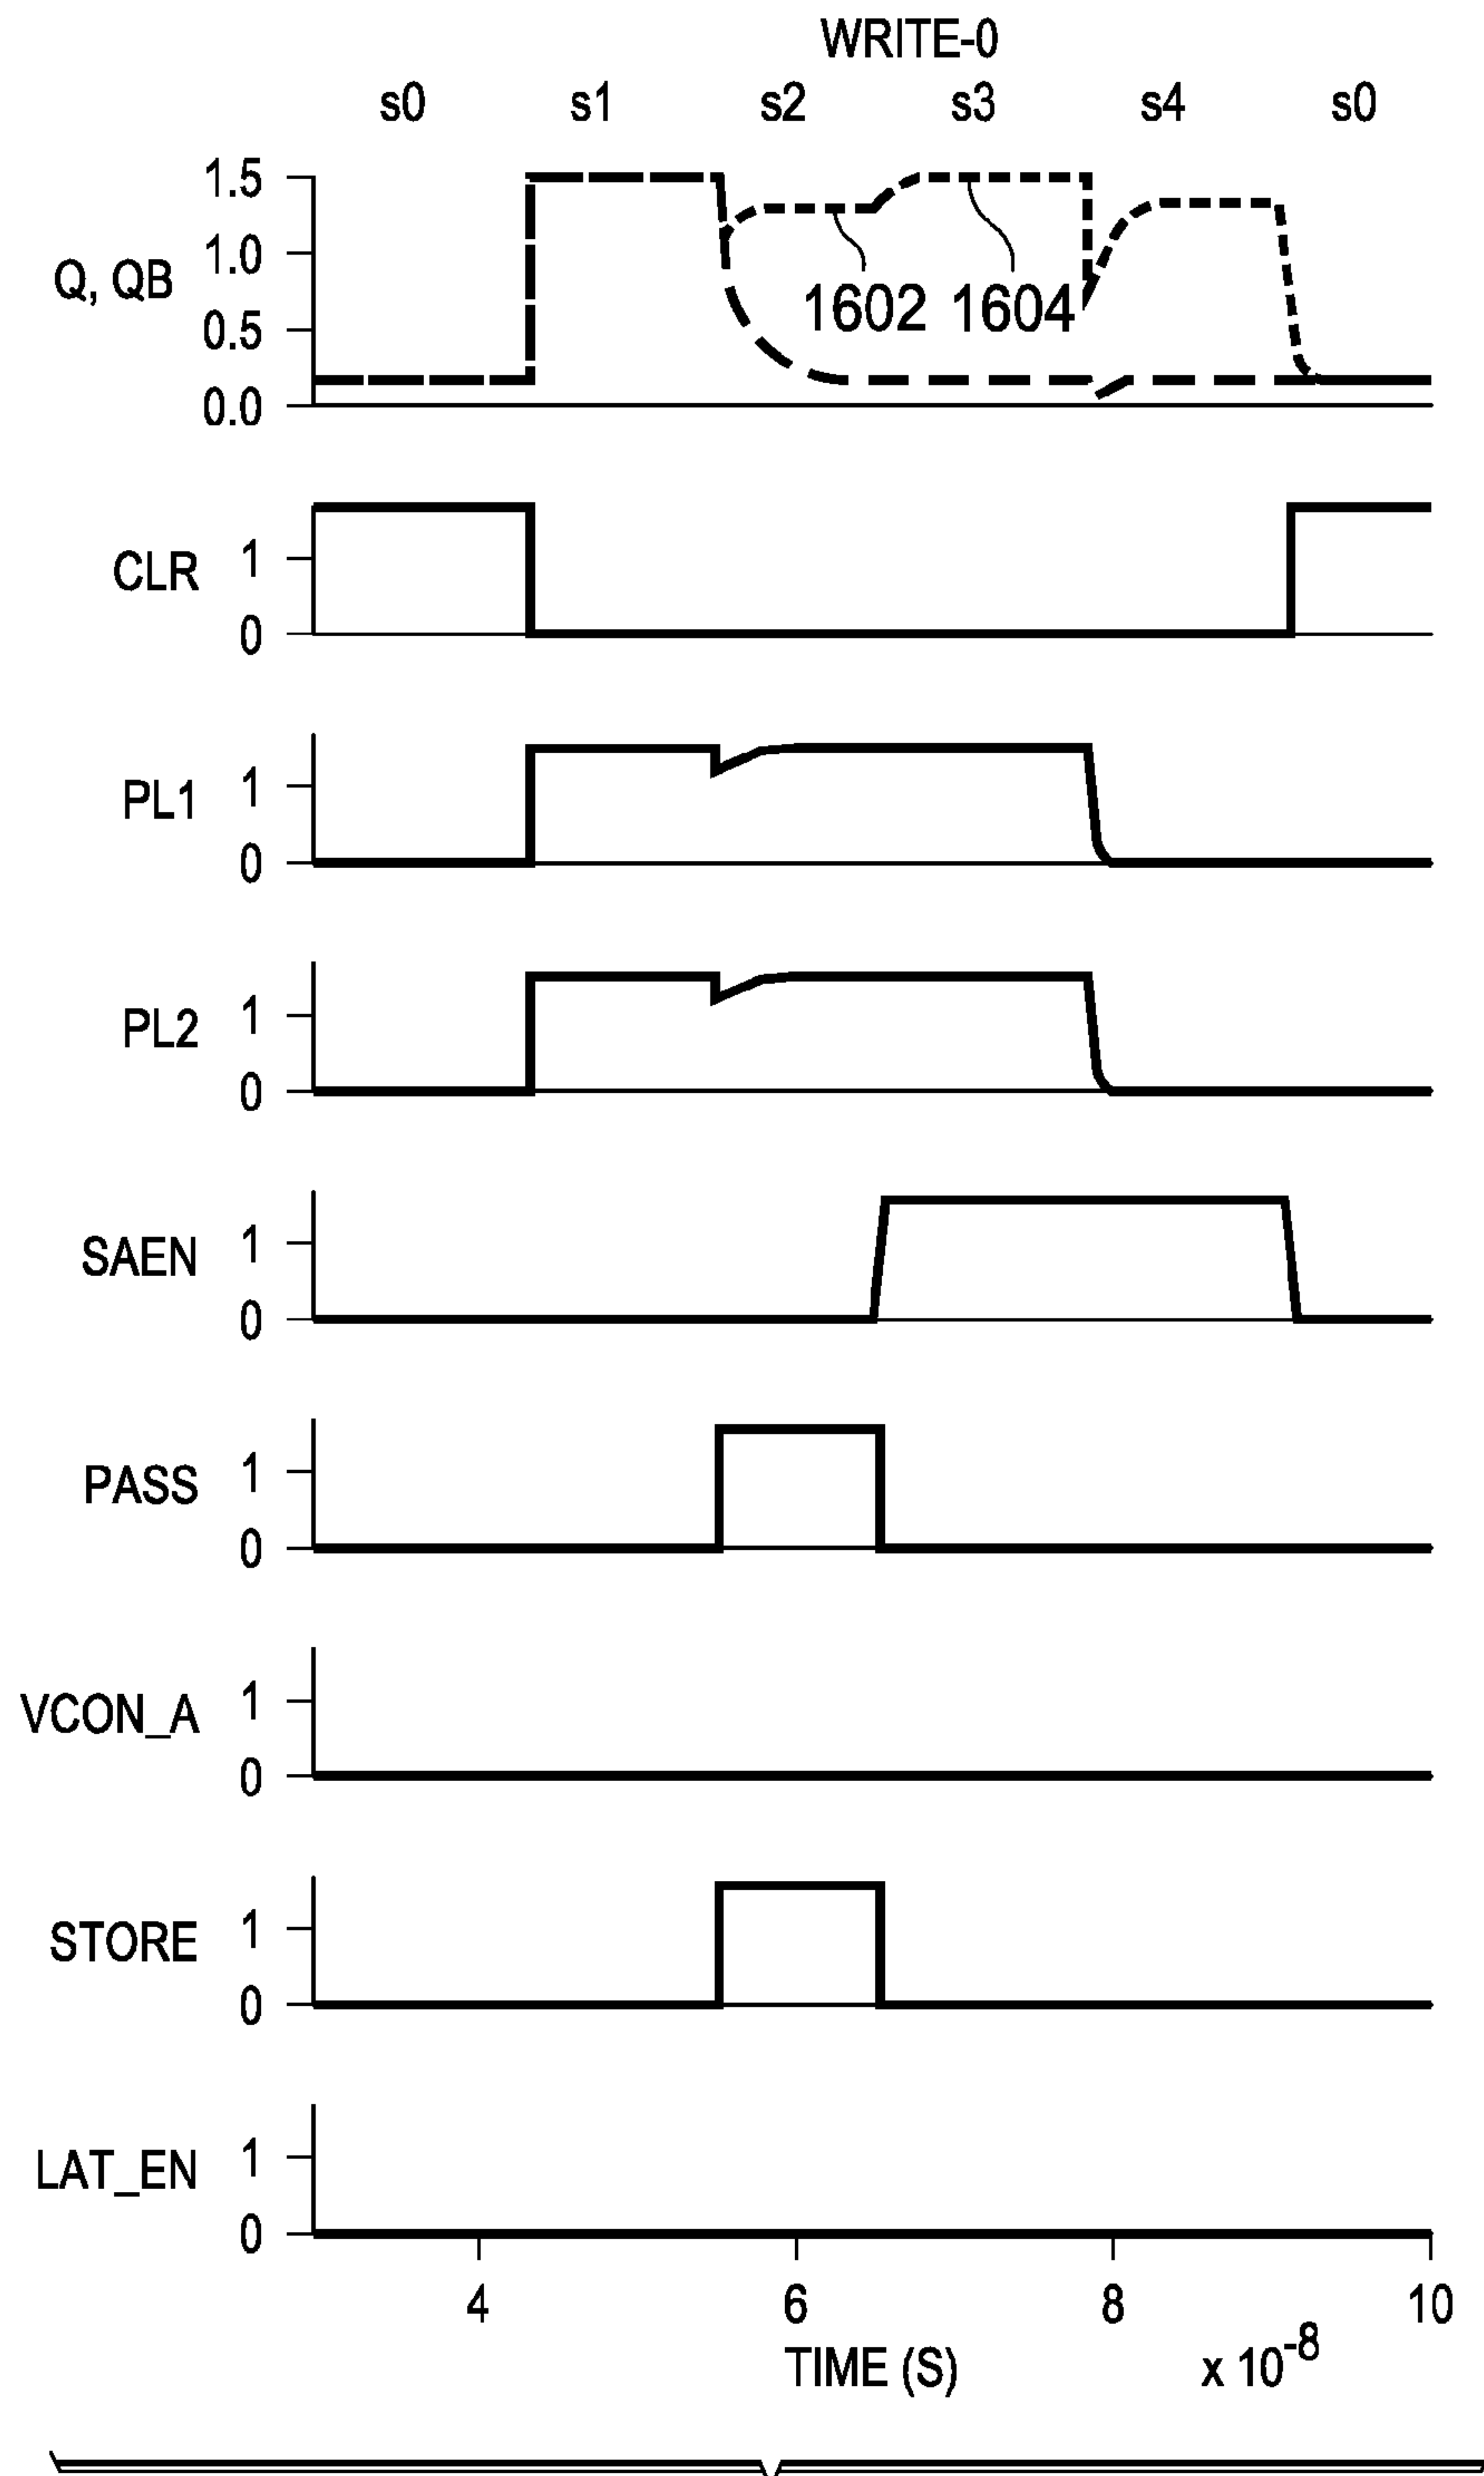 WRITE-0
s0 s1 s2 s3 s4 s0
Q, QB
1.5
1.0
0.5
0.0
1602 1604
CLR
1
0
PL1
1
0
PL2
1
0
SAEN
1
0
PASS
1
0
VCON_A
1
0
STORE
1
0
LAT_EN
1
0
4 6 8 10
TIME (S) x 10-8